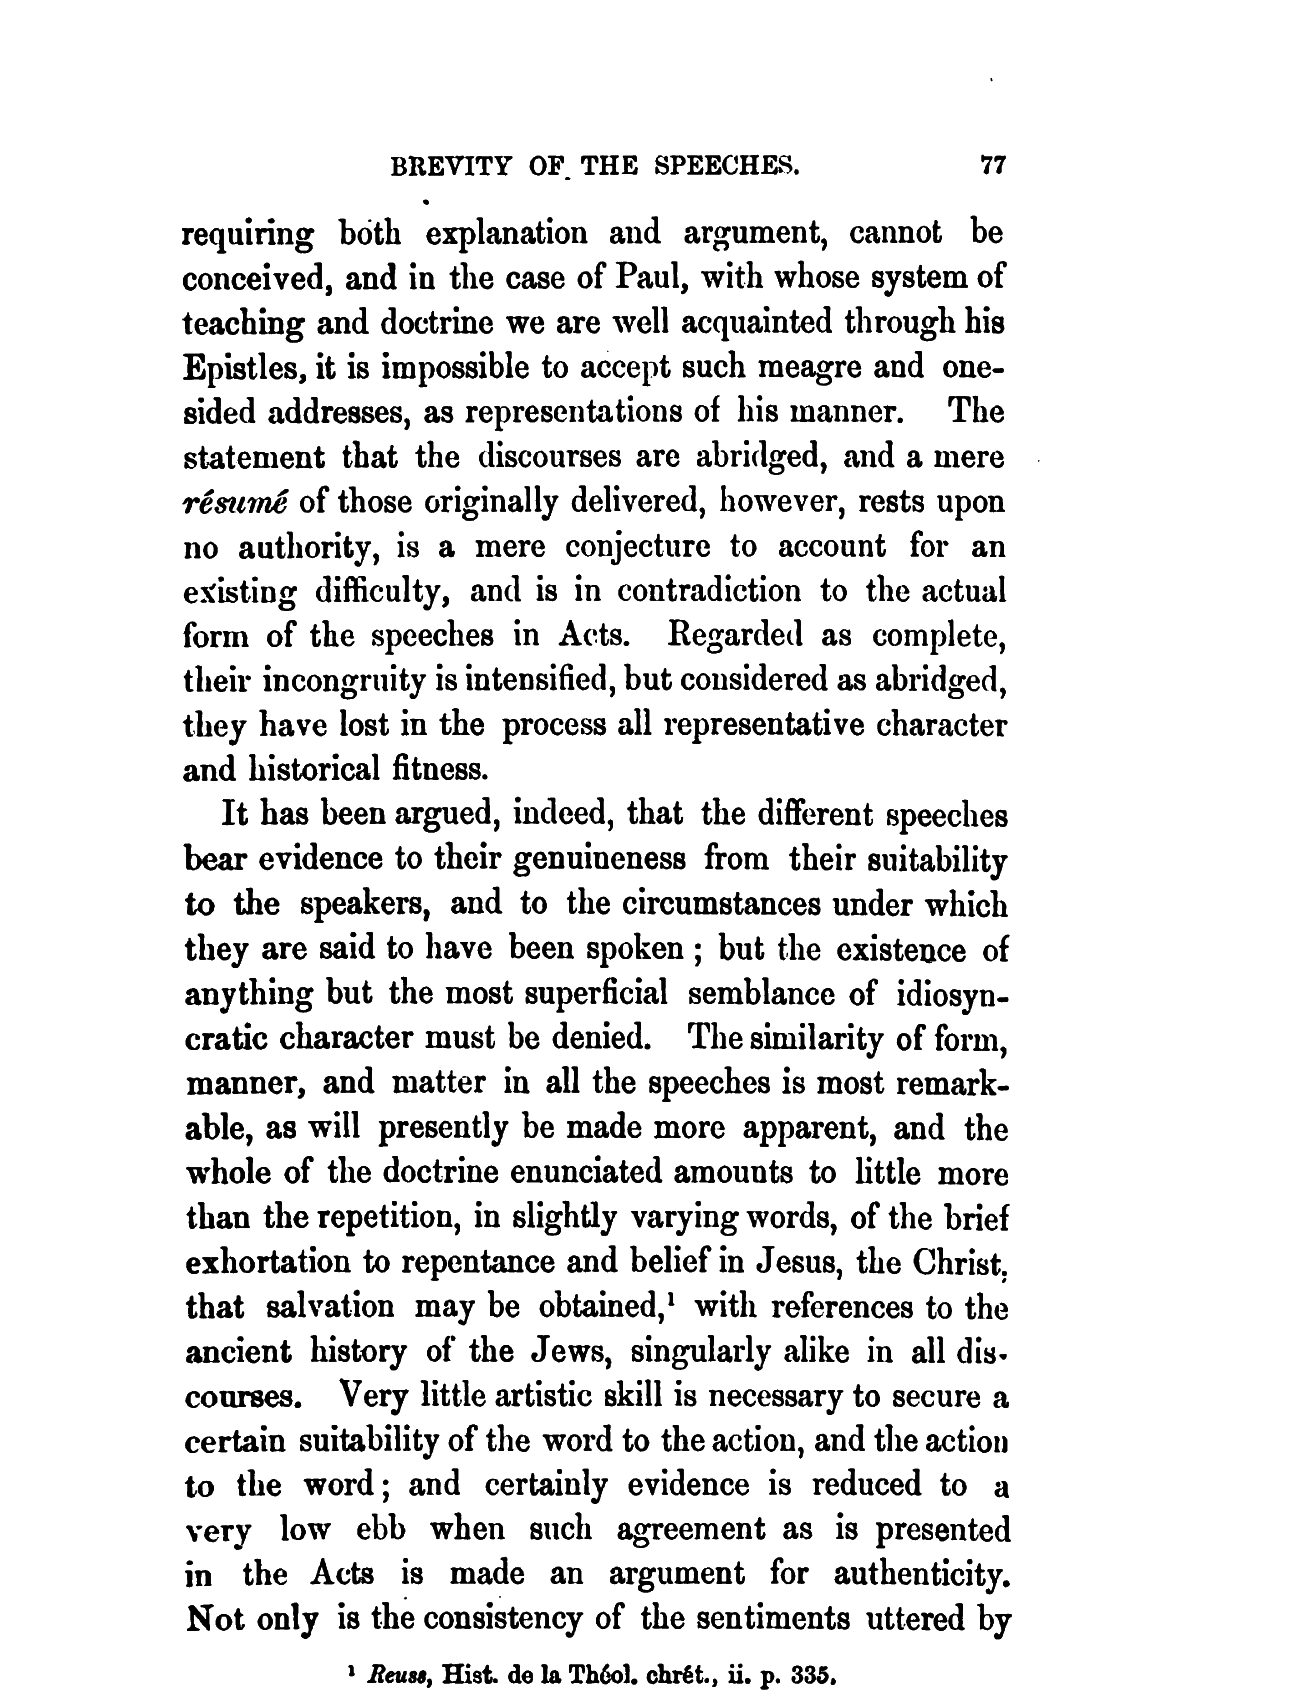 BREVITY OF THE SPEECHES. 77
requiring both explanation and argument, cannot be
conceived, and in the case of Paul, with whose system of
teaching and doctrine we are well acquainted through his
Epistles, it is impossible to accept such meagre and one-
sided addresses, as representations of his manner. The
statement that the discourses are abridged, and a mere
résumé of those originally delivered, however, rests upon
no authority, is a mere conjecture to account for an
existing difficulty, and is in contradiction to the actual
form of the speeches in Acts. Regarded as complete,
their incongruity is intensified, but considered as abridged,
they have lost in the process all representative character
and historical fitness.
It has been argued, indeed, that the different speeches
bear evidence to their genuineness from their suitability
to the speakers, and to the circumstances under which
they are said to have been spoken ; but the existence of
anything but the most superficial semblance of idiosyn-
cratic character must be denied. The similarity of form,
manner, and matter in all the speeches is most remark-
able, as will presently be made more apparent, and the
whole of the doctrine enunciated amounts to little more
than the repetition, in slightly varying words, of the brief
exhortation to repentance and belief in Jesus, the Christ,
that salvation may be obtained,¹ with references to the
ancient history of the Jews, singularly alike in all dis-
courses. Very little artistic skill is necessary to secure a
certain suitability of the word to the action, and the action
to the word ; and certainly evidence is reduced to a
very low ebb when such agreement as is presented
in the Acts is made an argument for authenticity.
Not only is the consistency of the sentiments uttered by
¹ Reuss, Hist. de la Théol. chrét., ii. p. 335.